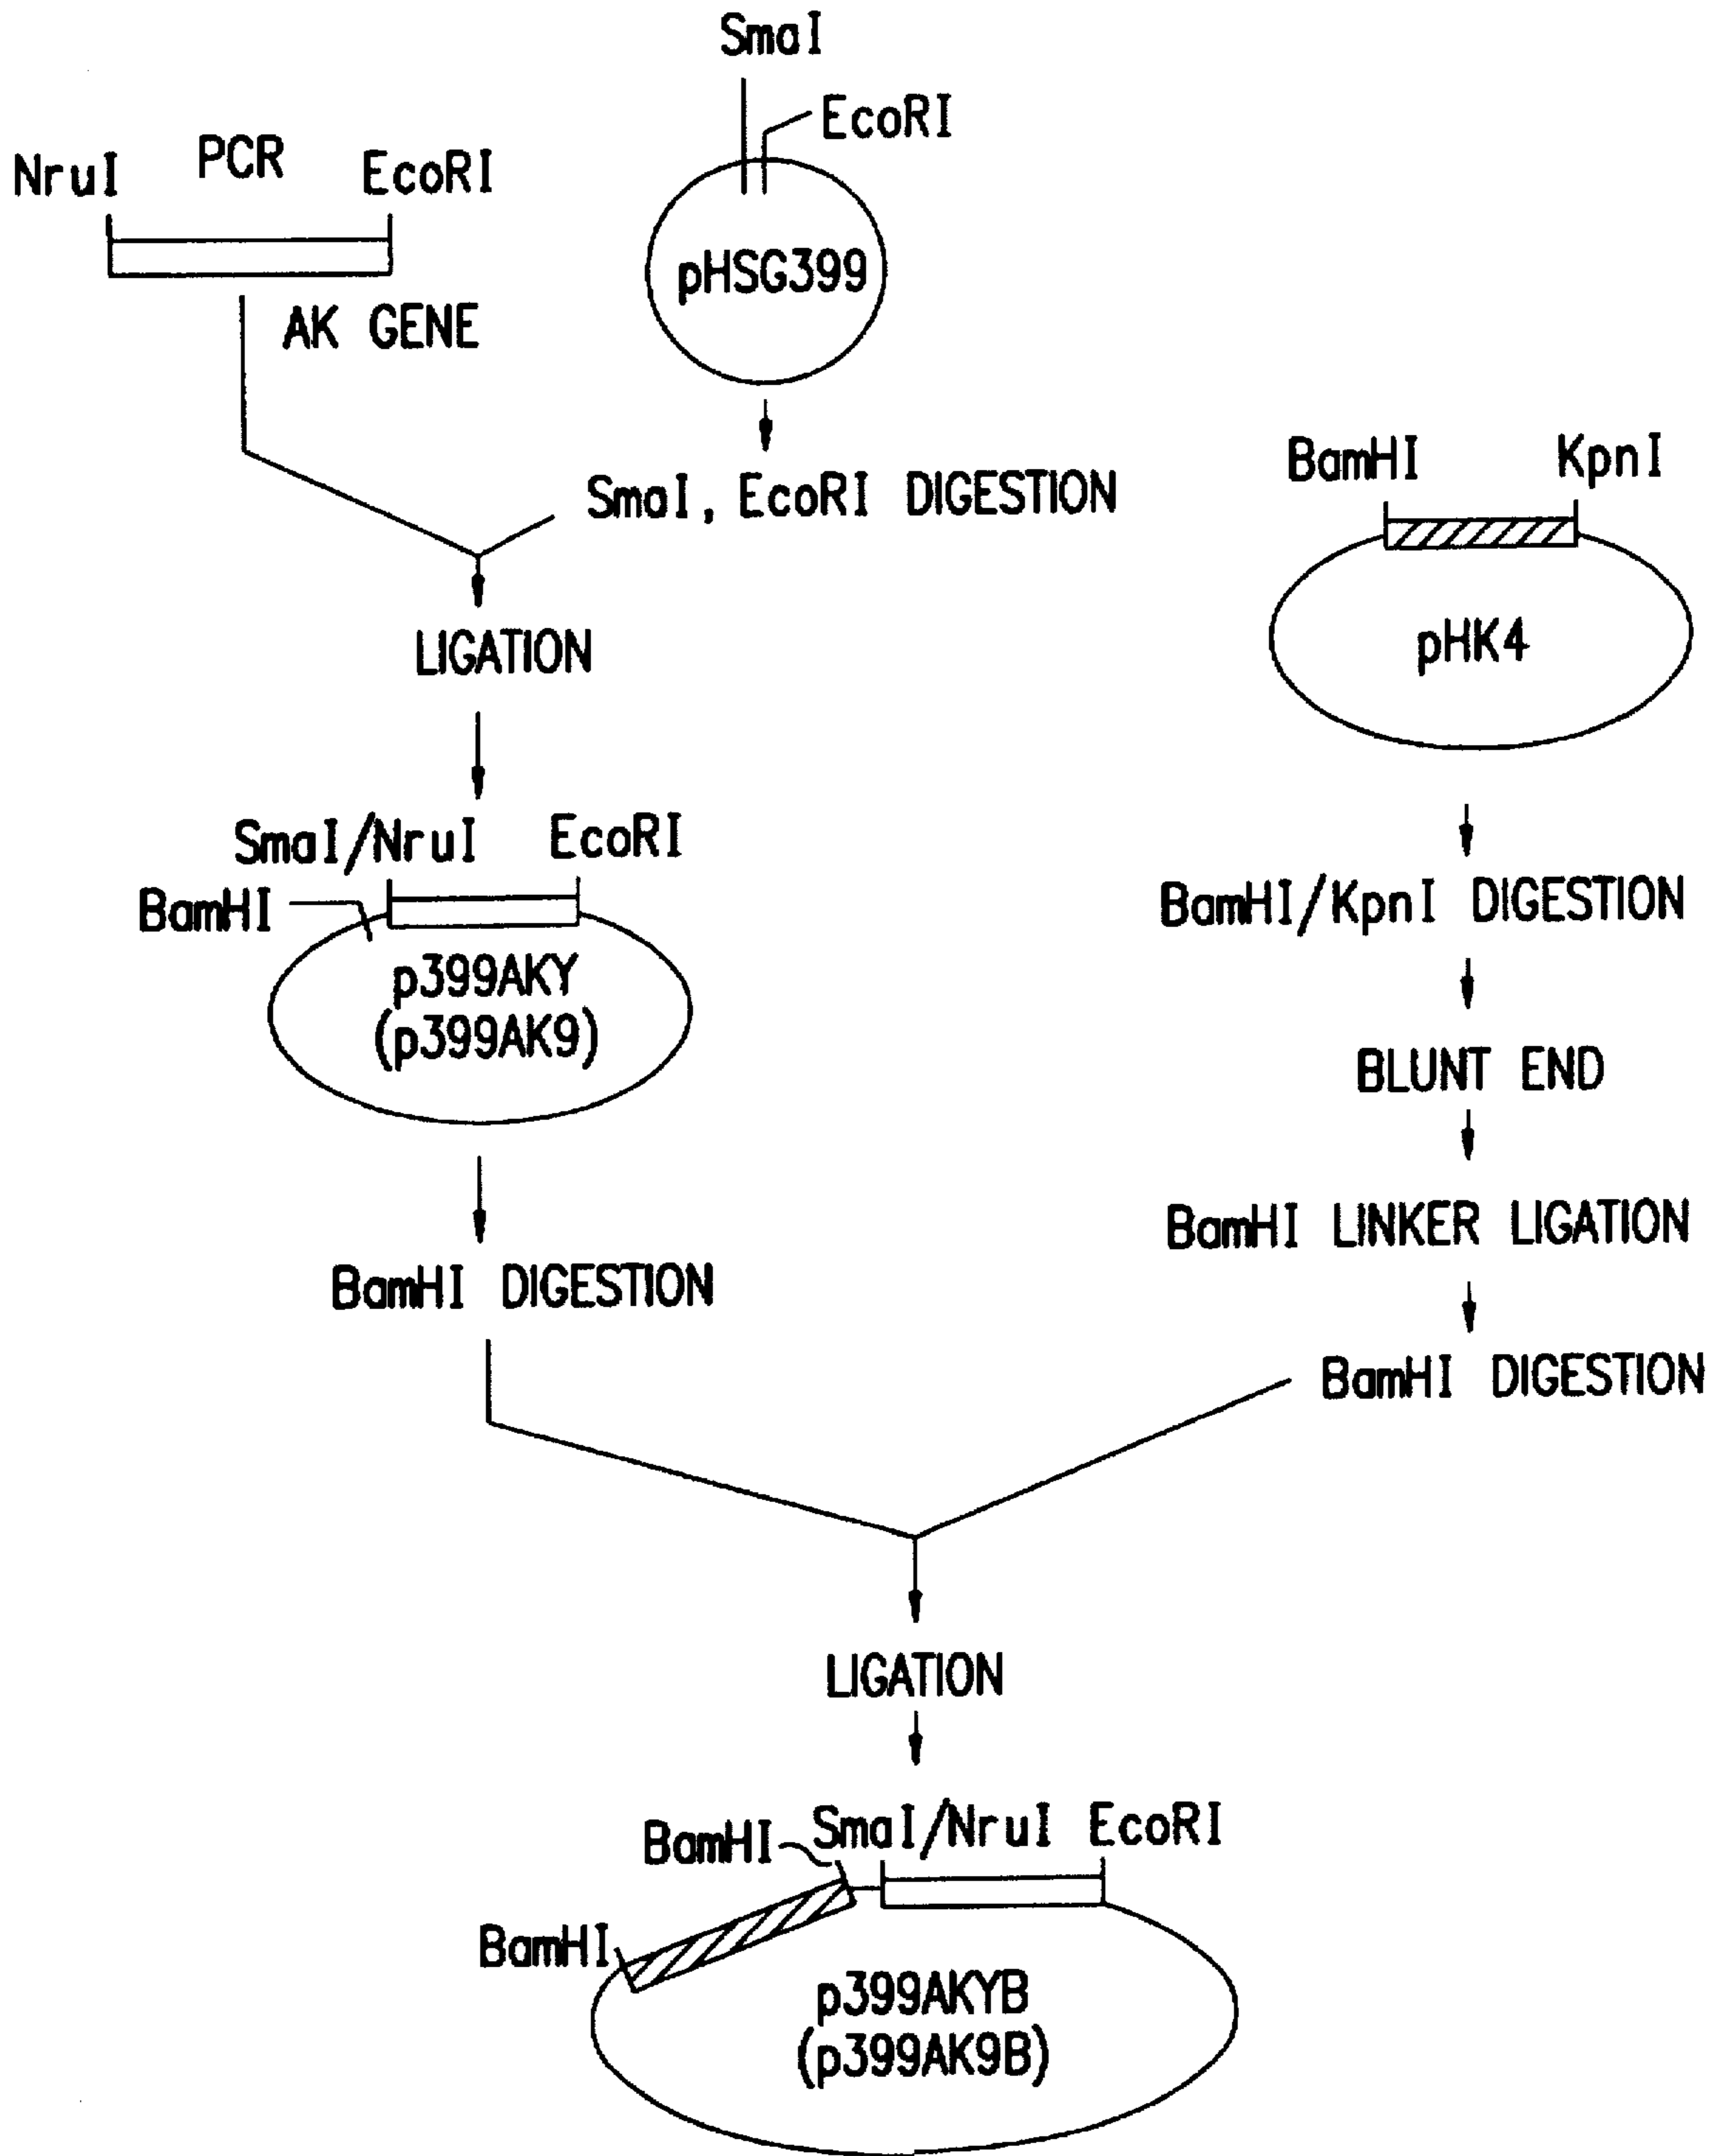 SmaI
EcoRI
NruI
PCR
EcoRI
pHSG399
AK GENE
SmaI, EcoRI DIGESTION
BamHI
KpnI
LIGATION
pHK4
SmaI/NruI
EcoRI
BamHI
p399AKY
(p399AK9)
BamHI/KpnI DIGESTION
BLUNT END
BamHI LINKER LIGATION
BamHI DIGESTION
BamHI DIGESTION
LIGATION
BamHI
SmaI/NruI
EcoRI
BamHI
p399AKYB
(p399AK9B)